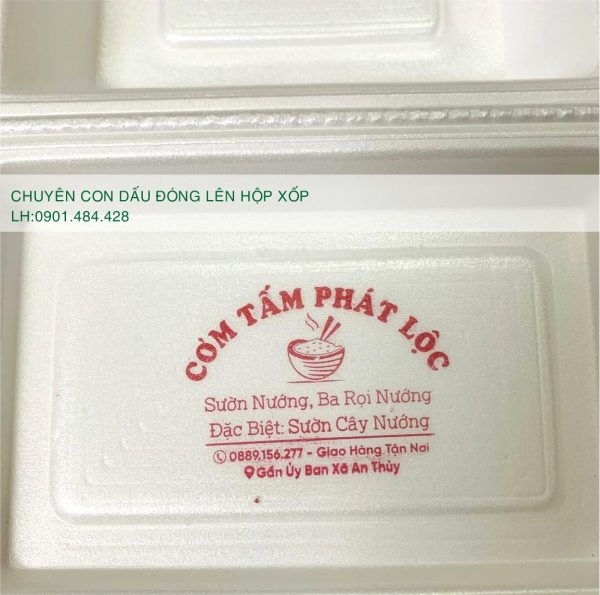 CHUYÊN CON DẤU ĐÓNG LÊN HỘP XỐP
LH:0901.484.428
CƠM TẤM PHÁT LỘC
Sườn Nướng, Ba Rọi Nướng
Đặc Biệt: Sườn Cây Nướng
0889.156.277 - Giao Hàng Tận Nơi
Gần Ủy Ban Xã An Thủy